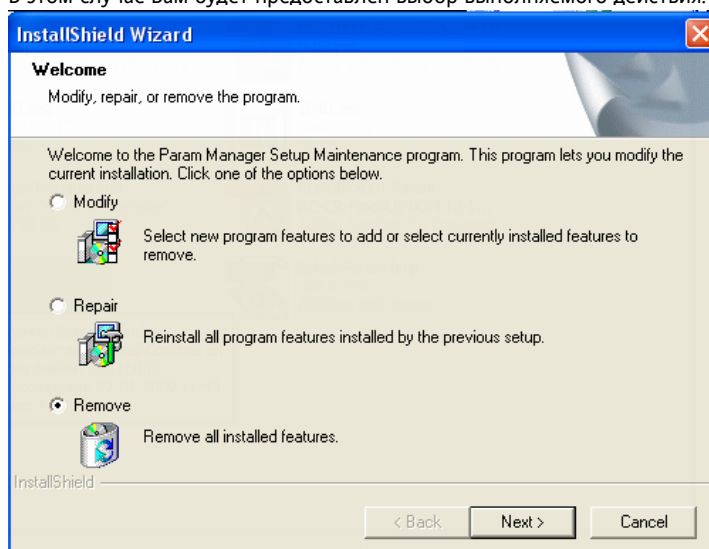 В этом случае Вам будет предоставлен выбор выполняемого действия.
InstallShield Wizard
Welcome
Modify, repair, or remove the program.
Welcome to the Param Manager Setup Maintenance program. This program lets you modify the
current installation. Click one of the options below.
Modify
Select new program features to add or select currently installed features to
remove.
Repair
Reinstall all program features installed by the previous setup.
Remove
Remove all installed features.
InstallShield
< Back
Next >
Cancel